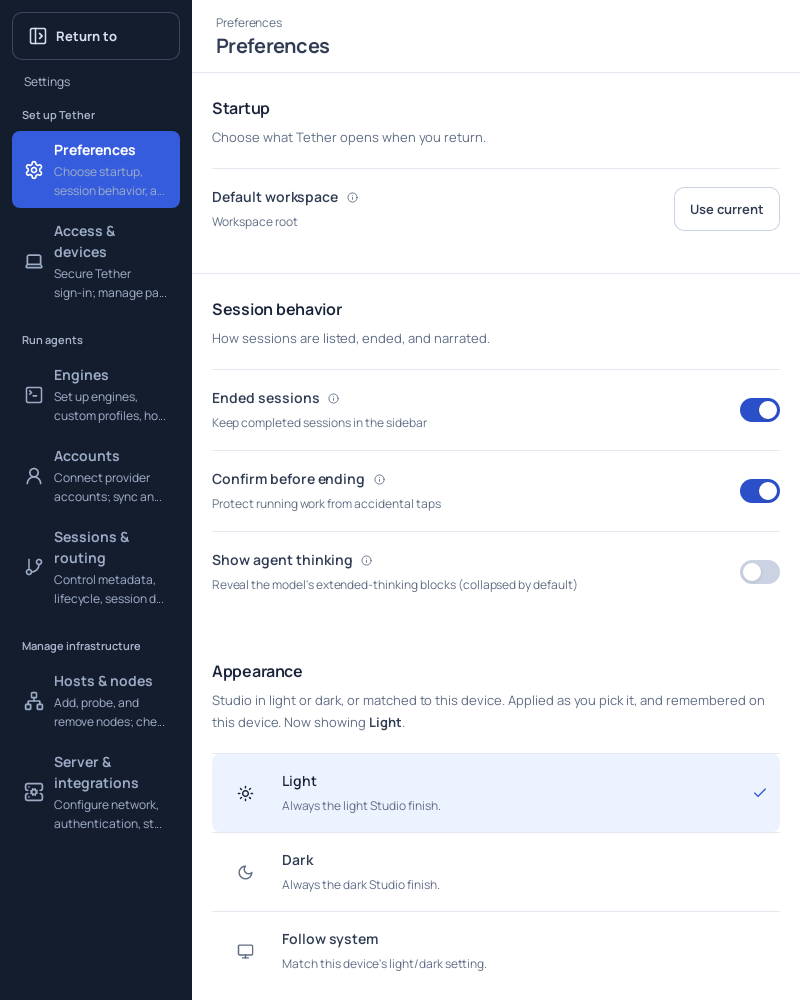 Return to
Settings
Set up Tether
Preferences
Choose startup,
session behavior, a...
Access &
devices
Secure Tether
sign-in; manage pa...
Run agents
Engines
Set up engines,
custom profiles, ho...
Accounts
Connect provider
accounts; sync an...
Sessions &
routing
Control metadata,
lifecycle, session d...
Manage infrastructure
Hosts & nodes
Add, probe, and
remove nodes; che...
Server &
integrations
Configure network,
authentication, st...
Preferences
Preferences
Startup
Choose what Tether opens when you return.
Default workspace
Workspace root
Use current
Session behavior
How sessions are listed, ended, and narrated.
Ended sessions
Keep completed sessions in the sidebar
Confirm before ending
Protect running work from accidental taps
Show agent thinking
Reveal the model's extended-thinking blocks (collapsed by default)
Appearance
Studio in light or dark, or matched to this device. Applied as you pick it, and remembered on
this device. Now showing Light.
Light
Always the light Studio finish.
Dark
Always the dark Studio finish.
Follow system
Match this device's light/dark setting.